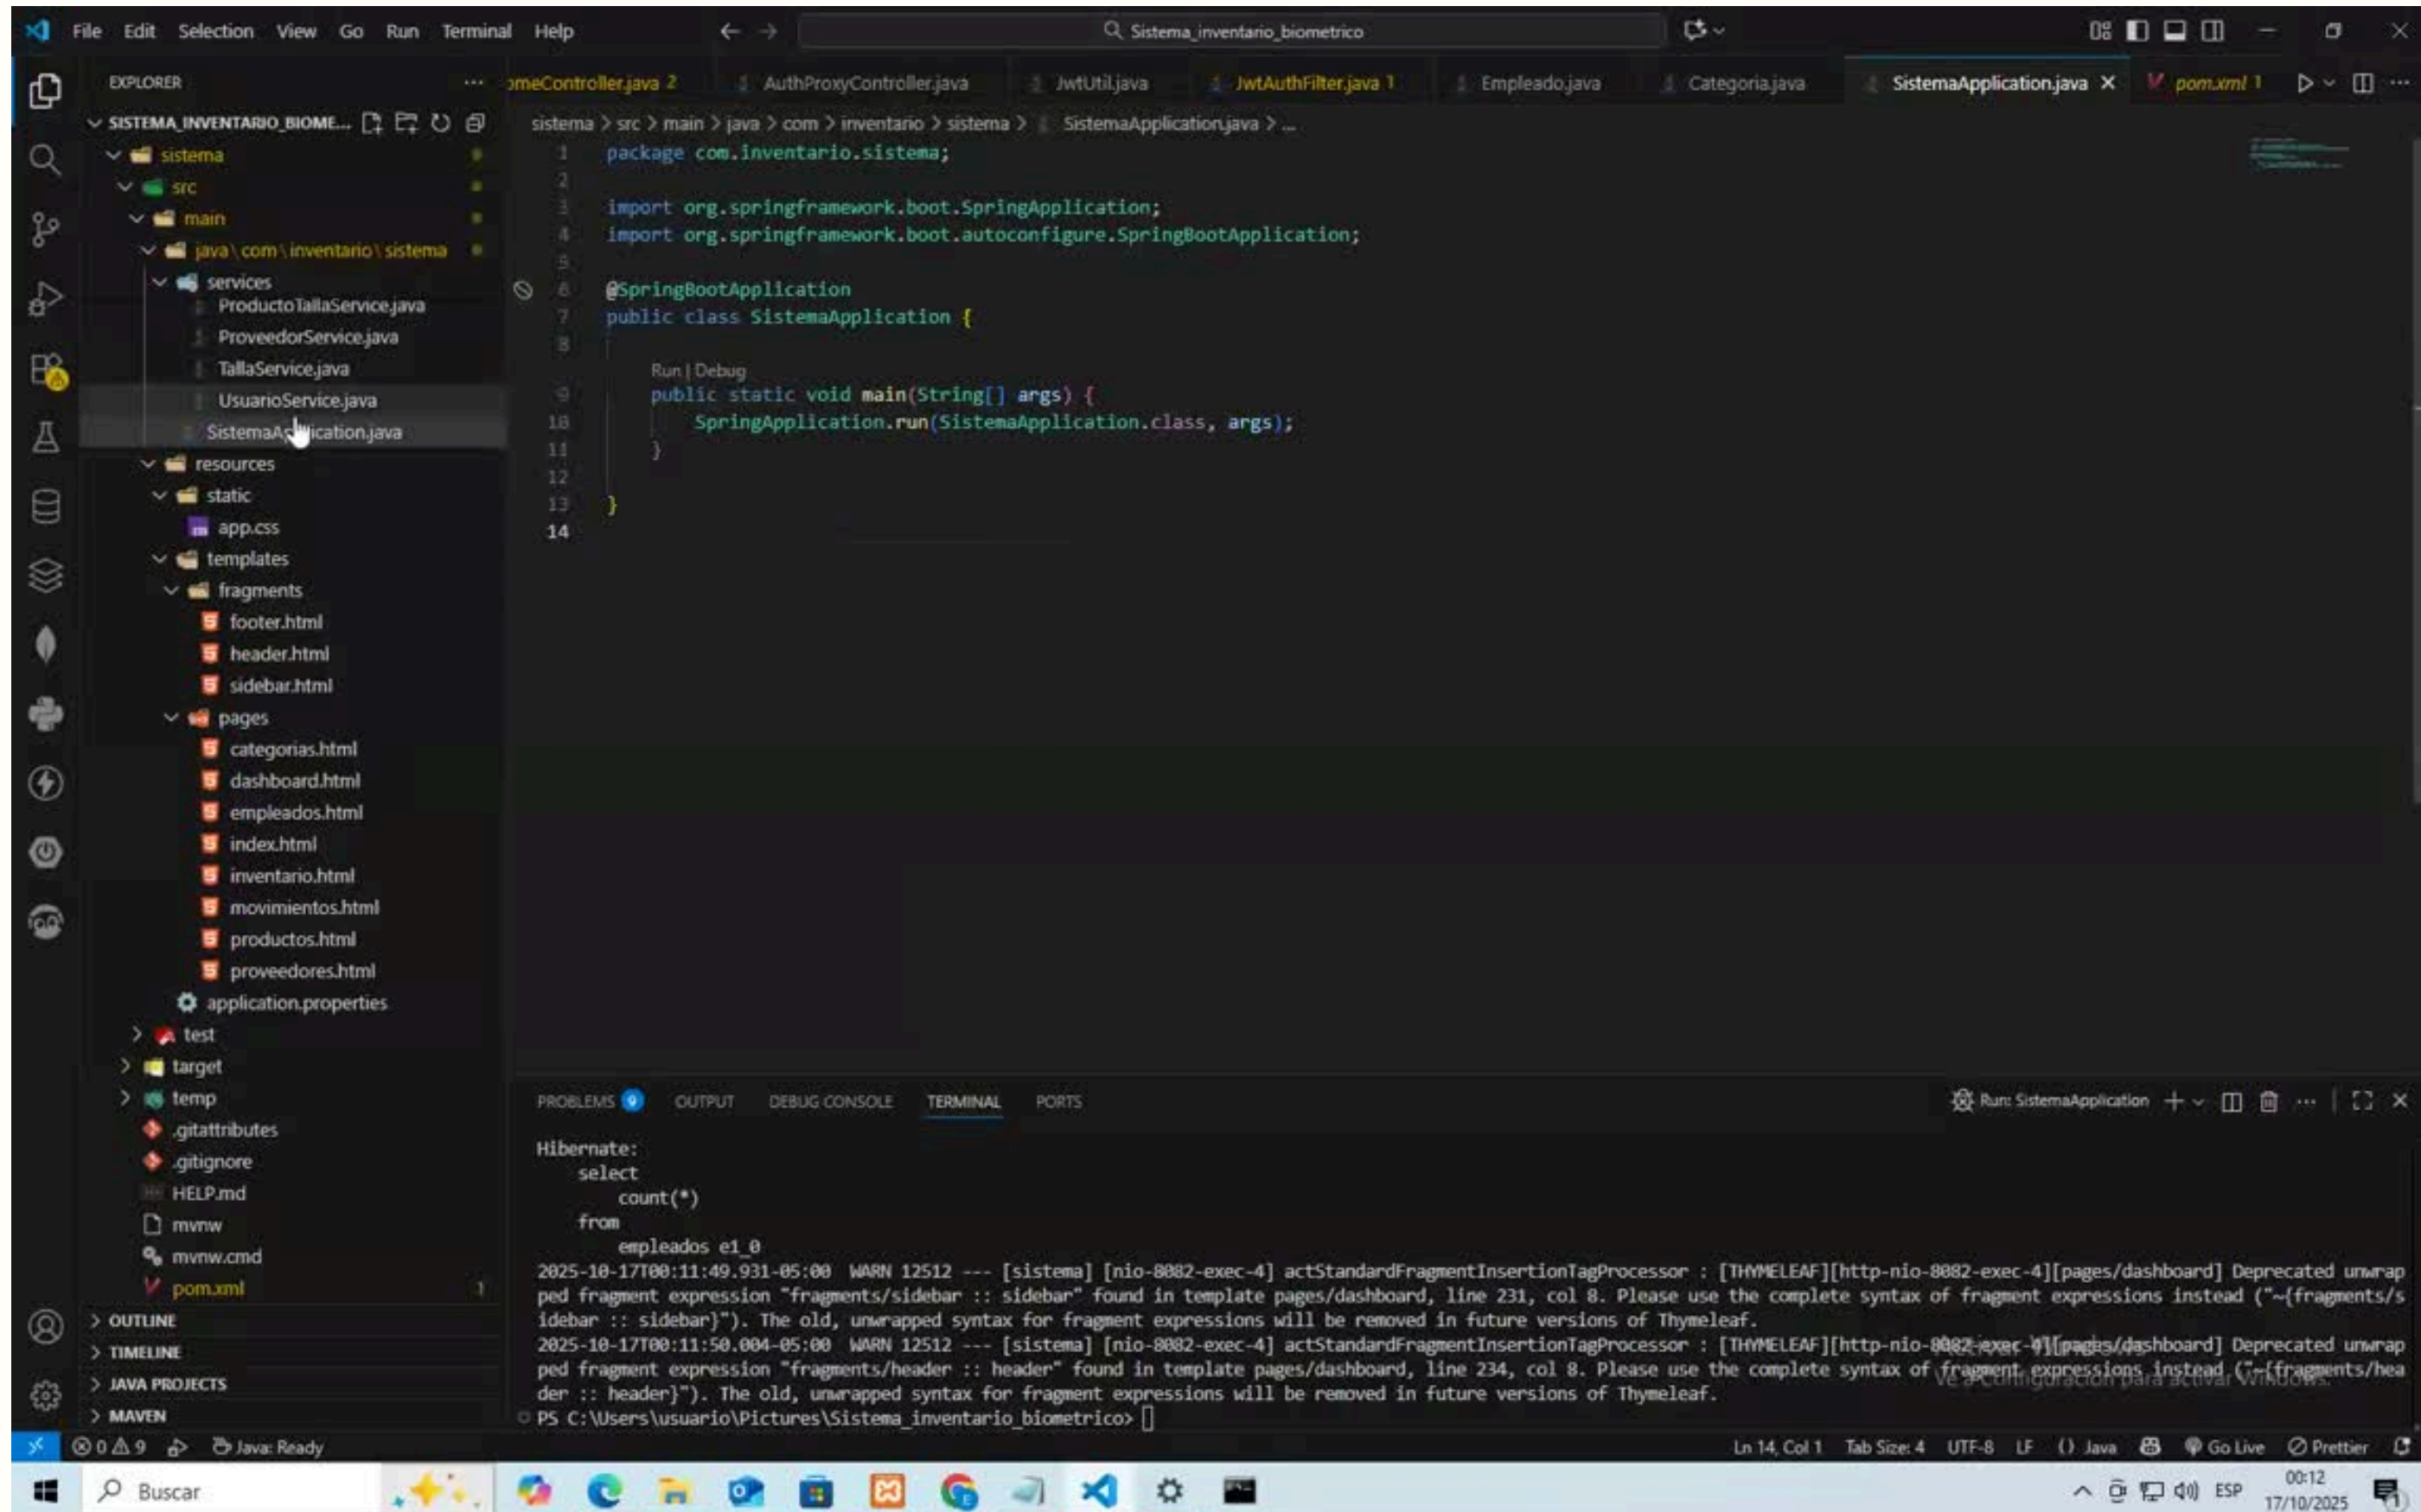 File Edit Selection View Go Run Terminal Help
Sistema_inventario_biometrico
EXPLORER
omeController.java 2 AuthProxyController.java JwtUtil.java JwtAuthFilter.java 1 Empleado.java Categoria.java SistemaApplication.java pom.xml 1
SISTEMA_INVENTARIO_BIOME...
sistema > src > main > java > com > inventario > sistema > SistemaApplication.java > ...
sistema
src
main
java\com\inventario\sistema
services
ProductoTallaService.java
ProveedorService.java
TallaService.java
UsuarioService.java
SistemaApplication.java
resources
static
app.css
templates
fragments
footer.html
header.html
sidebar.html
pages
categorias.html
dashboard.html
empleados.html
index.html
inventario.html
movimientos.html
productos.html
proveedores.html
application.properties
test
target
temp
.gitattributes
.gitignore
HELP.md
mvnw
mvnw.cmd
pom.xml 1
OUTLINE
TIMELINE
JAVA PROJECTS
MAVEN
1 package com.inventario.sistema;
2
3 import org.springframework.boot.SpringApplication;
4 import org.springframework.boot.autoconfigure.SpringBootApplication;
5
6 @SpringBootApplication
7 public class SistemaApplication {
8
Run | Debug
9 public static void main(String[] args) {
10 SpringApplication.run(SistemaApplication.class, args);
11 }
12
13 }
14
PROBLEMS 9 OUTPUT DEBUG CONSOLE TERMINAL PORTS
Run: SistemaApplication
Hibernate:
select
count(*)
from
empleados e1_0
2025-10-17T00:11:49.931-05:00 WARN 12512 --- [sistema] [nio-8082-exec-4] actStandardFragmentInsertionTagProcessor : [THYMELEAF][http-nio-8082-exec-4][pages/dashboard] Deprecated unwrap
ped fragment expression "fragments/sidebar :: sidebar" found in template pages/dashboard, line 231, col 8. Please use the complete syntax of fragment expressions instead ("~{fragments/s
idebar :: sidebar}"). The old, unwrapped syntax for fragment expressions will be removed in future versions of Thymeleaf.
2025-10-17T00:11:50.004-05:00 WARN 12512 --- [sistema] [nio-8082-exec-4] actStandardFragmentInsertionTagProcessor : [THYMELEAF][http-nio-8082-exec-4][pages/dashboard] Deprecated unwrap
ped fragment expression "fragments/header :: header" found in template pages/dashboard, line 234, col 8. Please use the complete syntax of fragment expressions instead ("~{fragments/hea
der :: header}"). The old, unwrapped syntax for fragment expressions will be removed in future versions of Thymeleaf.
Ve a Configuración para activar Windows.
PS C:\Users\usuario\Pictures\Sistema_inventario_biometrico>
0 9 Java: Ready
Ln 14, Col 1 Tab Size: 4 UTF-8 LF {} Java Go Live Prettier
Buscar
ESP
00:12
17/10/2025